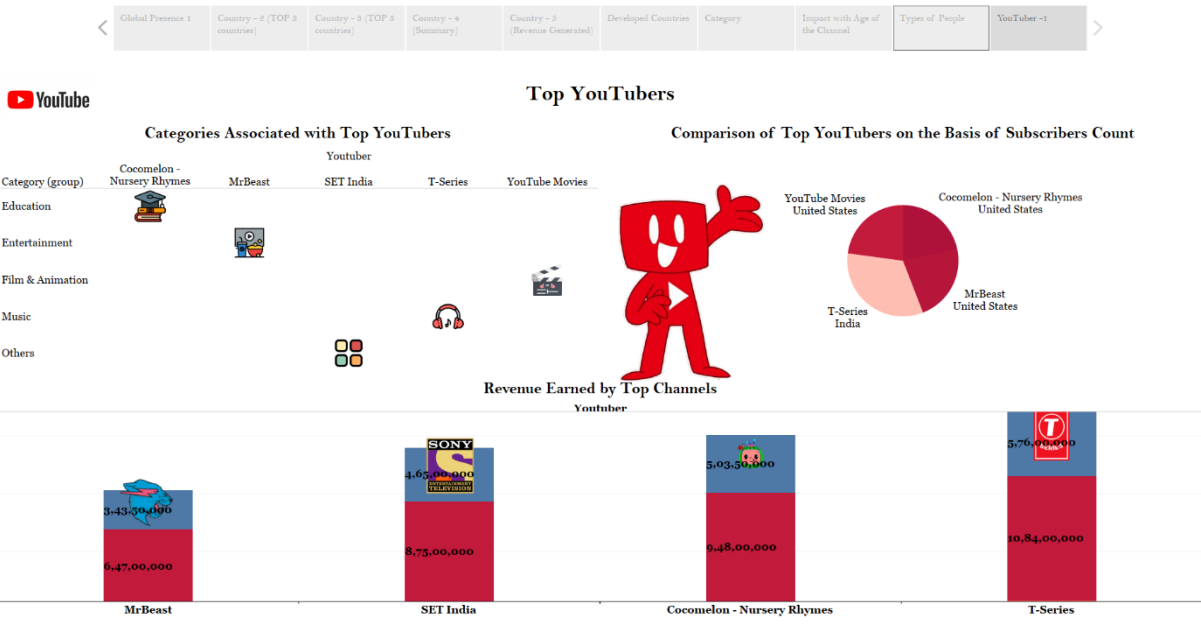 Global Presence 1
Country - 2 (TOP 3 countries)
Country - 3 (TOP 3 countries)
Country - 4 (Summary)
Country - 5 (Revenue Generated)
Developed Countries
Category
Impact with Age of the Channel
Types of People
YouTuber -1
YouTube
Top YouTubers
Categories Associated with Top YouTubers
Youtuber
Category (group)
Cocomelon -
Nursery Rhymes
MrBeast
SET India
T-Series
YouTube Movies
Education
Entertainment
Film & Animation
Music
Others
Comparison of Top YouTubers on the Basis of Subscribers Count
YouTube Movies
United States
Cocomelon - Nursery Rhymes
United States
MrBeast
United States
T-Series
India
Revenue Earned by Top Channels
Youtuber
3,43,50,000
6,47,00,000
SONY
4,65,00,000
ENTERTAINMENT
TELEVISION
8,75,00,000
5,03,50,000
9,48,00,000
T
5,76,00,000
SERIES
10,84,00,000
MrBeast
SET India
Cocomelon - Nursery Rhymes
T-Series